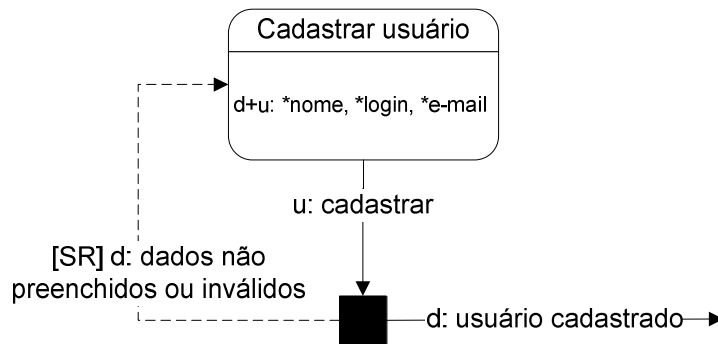 Cadastrar usuário
d+u: *nome, *login, *e-mail
u: cadastrar
[SR] d: dados não
preenchidos ou inválidos
d: usuário cadastrado